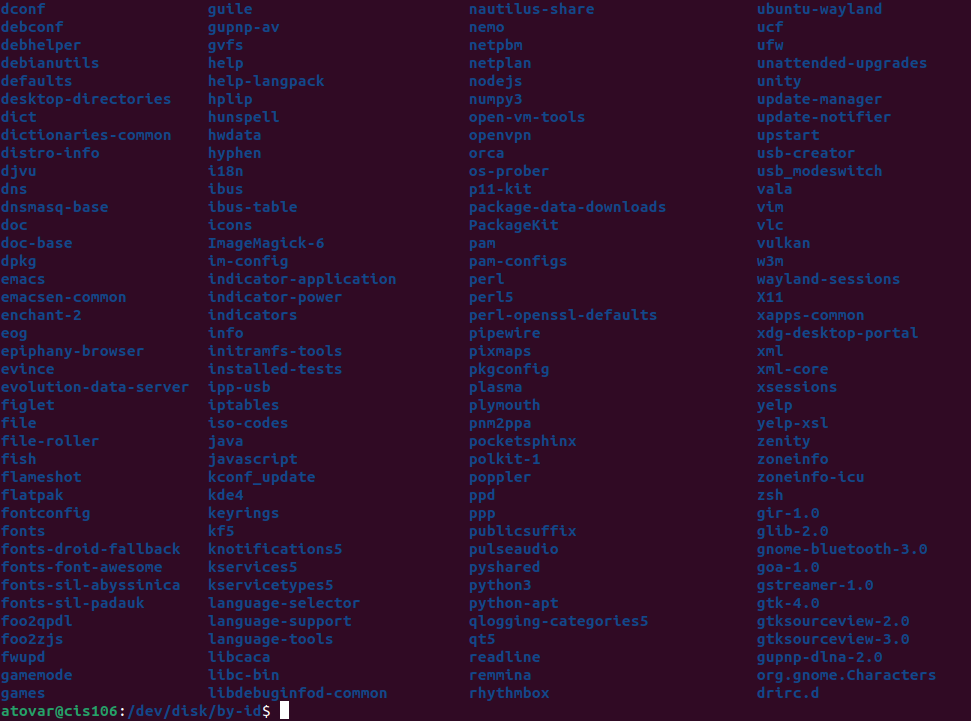 dconf guile nautilus-share ubuntu-wayland
debconf gupnp-av nemo ucf
debhelper gvfs netpbm ufw
debianutils help netplan unattended-upgrades
defaults help-langpack nodejs unity
desktop-directories hplip numpy3 update-manager
dict hunspell open-vm-tools update-notifier
dictionaries-common hwdata openvpn upstart
distro-info hyphen orca usb-creator
djvu i18n os-prober usb_modeswitch
dns ibus p11-kit vala
dnsmasq-base ibus-table package-data-downloads vim
doc icons PackageKit vlc
doc-base ImageMagick-6 pam vulkan
dpkg im-config pam-configs w3m
emacs indicator-application perl wayland-sessions
emacsen-common indicator-power perl5 X11
enchant-2 indicators perl-openssl-defaults xapps-common
eog info pipewire xdg-desktop-portal
epiphany-browser initramfs-tools pixmaps xml
evince installed-tests pkgconfig xml-core
evolution-data-server ipp-usb plasma xsessions
figlet iptables plymouth yelp
file iso-codes pnm2ppa yelp-xsl
file-roller java pocketsphinx zenity
fish javascript polkit-1 zoneinfo
flameshot kconf_update poppler zoneinfo-icu
flatpak kde4 ppd zsh
fontconfig keyrings ppp gir-1.0
fonts kf5 publicsuffix glib-2.0
fonts-droid-fallback knotifications5 pulseaudio gnome-bluetooth-3.0
fonts-font-awesome kservices5 pyshared goa-1.0
fonts-sil-abyssinica kservicetypes5 python3 gstreamer-1.0
fonts-sil-padauk language-selector python-apt gtk-4.0
foo2qpdl language-support qlogging-categories5 gtksourceview-2.0
foo2zjs language-tools qt5 gtksourceview-3.0
fwupd libcaca readline gupnp-dlna-2.0
gamemode libc-bin remmina org.gnome.Characters
games libdebuginfod-common rhythmbox drirc.d
atovar@cis106:/dev/disk/by-id$